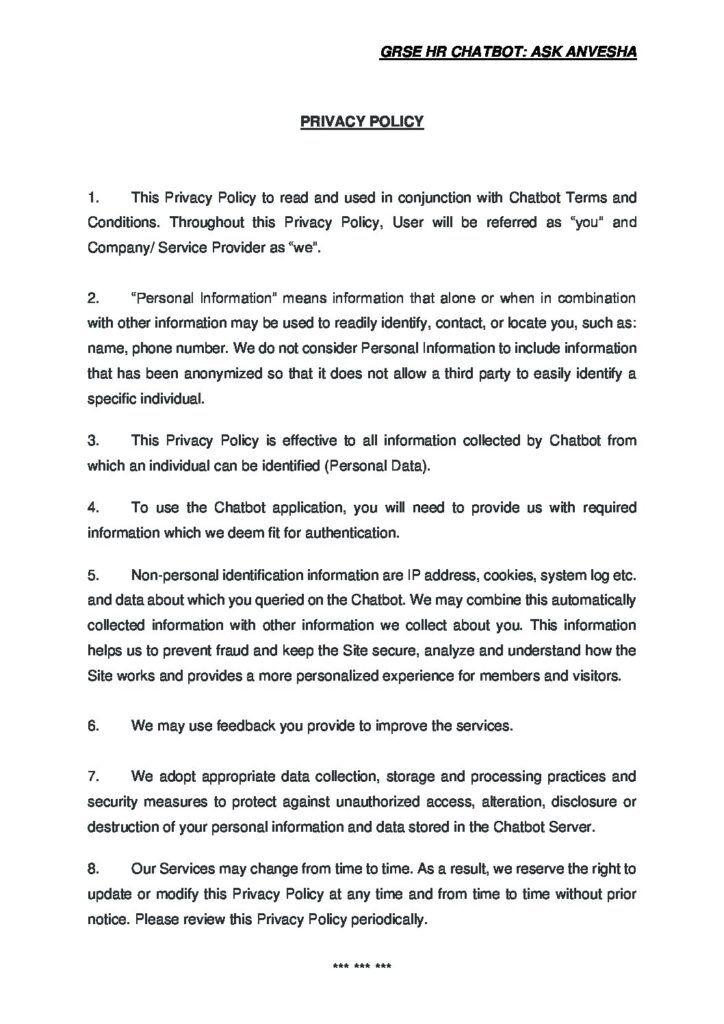 GRSE HR CHATBOT: ASK ANVESHA
PRIVACY POLICY
1. This Privacy Policy to read and used in conjunction with Chatbot Terms and
Conditions. Throughout this Privacy Policy, User will be referred as “you" and
Company/ Service Provider as “we".
2. “Personal Information" means information that alone or when in combination
with other information may be used to readily identify, contact, or locate you, such as:
name, phone number. We do not consider Personal Information to include information
that has been anonymized so that it does not allow a third party to easily identify a
specific individual.
3. This Privacy Policy is effective to all information collected by Chatbot from
which an individual can be identified (Personal Data).
4. To use the Chatbot application, you will need to provide us with required
information which we deem fit for authentication.
5. Non-personal identification information are IP address, cookies, system log etc.
and data about which you queried on the Chatbot. We may combine this automatically
collected information with other information we collect about you. This information
helps us to prevent fraud and keep the Site secure, analyze and understand how the
Site works and provides a more personalized experience for members and visitors.
6. We may use feedback you provide to improve the services.
7. We adopt appropriate data collection, storage and processing practices and
security measures to protect against unauthorized access, alteration, disclosure or
destruction of your personal information and data stored in the Chatbot Server.
8. Our Services may change from time to time. As a result, we reserve the right to
update or modify this Privacy Policy at any time and from time to time without prior
notice. Please review this Privacy Policy periodically.
*** *** ***